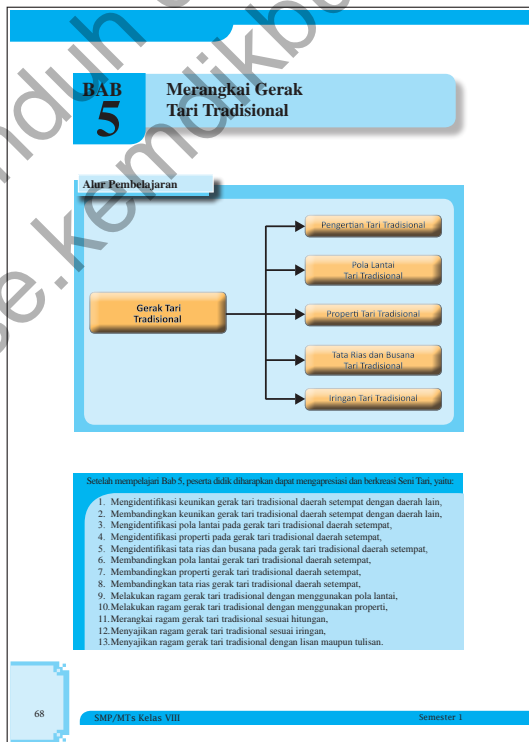 BAB
5
Merangkai Gerak
Tari Tradisional
Alur Pembelajaran
Gerak Tari
Tradisional
Pengertian Tari Tradisional
Pola Lantai
Tari Tradisional
Properti Tari Tradisional
Tata Rias dan Busana
Tari Tradisional
Iringan Tari Tradisional
Setelah mempelajari Bab 5, peserta didik diharapkan dapat mengapresiasi dan berkreasi Seni Tari, yaitu:
1. Mengidentifikasi keunikan gerak tari tradisional daerah setempat dengan daerah lain,
2. Membandingkan keunikan gerak tari tradisional daerah setempat dengan daerah lain,
3. Mengidentifikasi pola lantai pada gerak tari tradisional daerah setempat,
4. Mengidentifikasi properti pada gerak tari tradisional daerah setempat,
5. Mengidentifikasi tata rias dan busana pada gerak tari tradisional daerah setempat,
6. Membandingkan pola lantai gerak tari tradisional daerah setempat,
7. Membandingkan properti gerak tari tradisional daerah setempat,
8. Membandingkan tata rias gerak tari tradisional daerah setempat,
9. Melakukan ragam gerak tari tradisional dengan menggunakan pola lantai,
10.Melakukan ragam gerak tari tradisional dengan menggunakan properti,
11.Merangkai ragam gerak tari tradisional sesuai hitungan,
12.Menyajikan ragam gerak tari tradisional sesuai iringan,
13.Menyajikan ragam gerak tari tradisional dengan lisan maupun tulisan.
68
SMP/MTs Kelas VIII
Semester 1